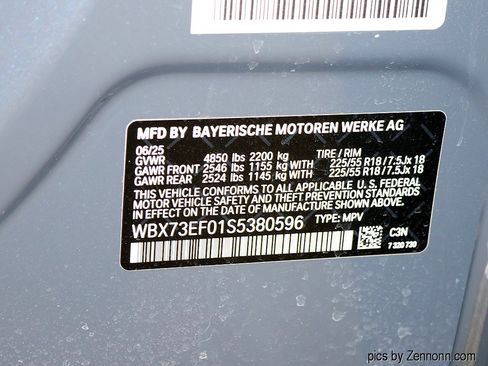 MFD BY BAYERISCHE MOTOREN WERKE AG
06/25
GVWR 4850 lbs 2200 kg TIRE / RIM
GAWR FRONT 2546 lbs 1155 kg 225/55 R18 / 7.5Jx 18
GAWR REAR 2524 lbs 1145 kg 225/55 R18 / 7.5Jx 18
THIS VEHICLE CONFORMS TO ALL APPLICABLE U. S. FEDERAL
MOTOR VEHICLE SAFETY AND THEFT PREVENTION STANDARDS
IN EFFECT ON THE DATE OF MANUFACTURE SHOWN ABOVE.
WBX73EF01S5380596 TYPE: MPV
C3N
7 320 730
pics by Zennonn.com